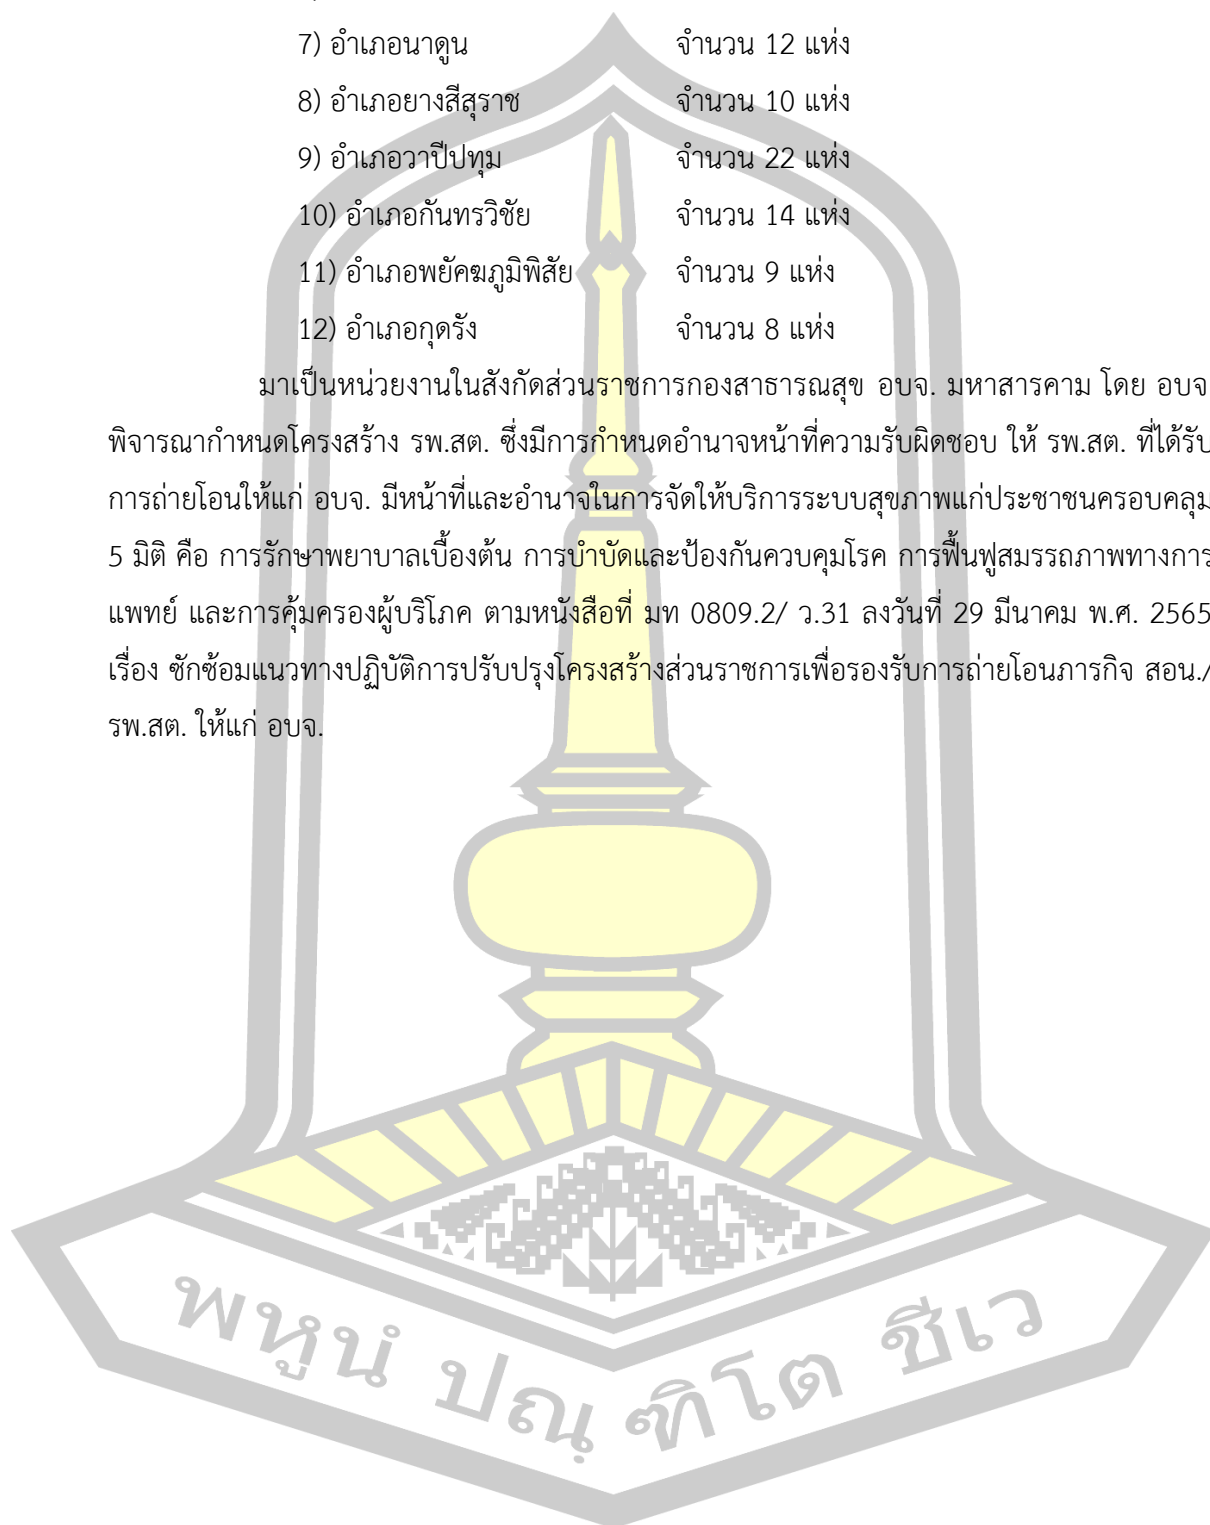 7) อำเภอนาดูน จำนวน 12 แห่ง
8) อำเภอยางสีสุราช จำนวน 10 แห่ง
9) อำเภอวาปีปทุม จำนวน 22 แห่ง
10) อำเภอกันทรวิชัย จำนวน 14 แห่ง
11) อำเภอพยัคฆภูมิพิสัย จำนวน 9 แห่ง
12) อำเภอกุดรัง จำนวน 8 แห่ง
มาเป็นหน่วยงานในสังกัดส่วนราชการกองสาธารณสุข อบจ. มหาสารคาม โดย อบจ
พิจารณากำหนดโครงสร้าง รพ.สต. ซึ่งมีการกำหนดอำนาจหน้าที่ความรับผิดชอบ ให้ รพ.สต. ที่ได้รับ
การถ่ายโอนให้แก่ อบจ. มีหน้าที่และอำนาจในการจัดให้บริการระบบสุขภาพแก่ประชาชนครอบคลุม
5 มิติ คือ การรักษาพยาบาลเบื้องต้น การบำบัดและป้องกันควบคุมโรค การฟื้นฟูสมรรถภาพทางการ
แพทย์ และการคุ้มครองผู้บริโภค ตามหนังสือที่ มท 0809.2/ ว.31 ลงวันที่ 29 มีนาคม พ.ศ. 2565
เรื่อง ซักซ้อมแนวทางปฏิบัติการปรับปรุงโครงสร้างส่วนราชการเพื่อรองรับการถ่ายโอนภารกิจ สอน./
รพ.สต. ให้แก่ อบจ.
พหูนํ ปณฺ ฑิโต ชีเว